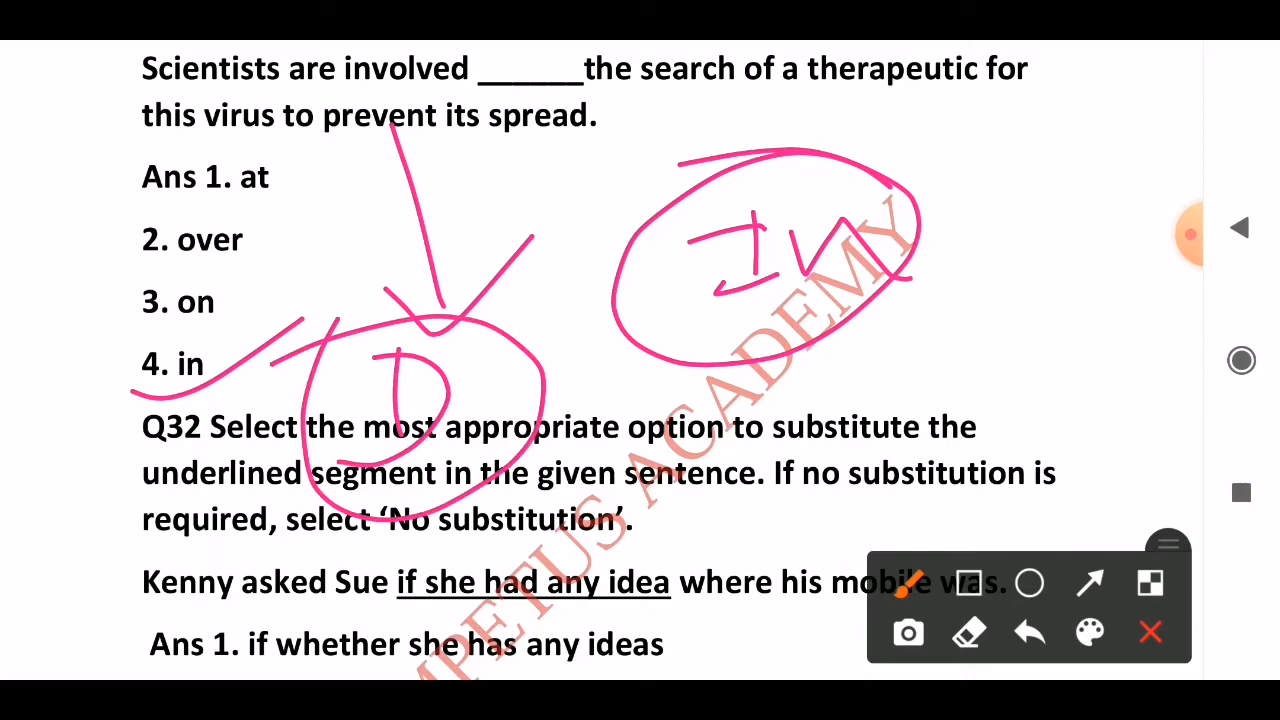 Scientists are involved ______the search of a therapeutic for
this virus to prevent its spread.
Ans 1. at
2. over
3. on
4. in
In
D
Q32 Select the most appropriate option to substitute the
underlined segment in the given sentence. If no substitution is
required, select ‘No substitution’.
Kenny asked Sue if she had any idea where his mobile was.
Ans 1. if whether she has any ideas
MPETUS ACADEMY